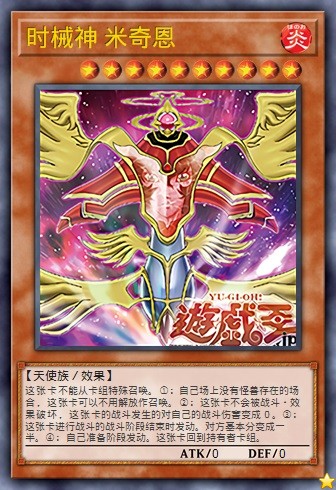 时械神 米奇恩
炎
YU-GI-OH!
遊戯王
.jp
【天使族／效果】
这张卡不能从卡组特殊召唤。①：自己场上没有怪兽存在的场
合，这张卡可以不用解放作召唤。②：这张卡不会被战斗·效
果破坏，这张卡的战斗发生的对自己的战斗伤害变成 0 。③：
这张卡进行战斗的战斗阶段结束时发动。对方基本分变成一
半。④：自己准备阶段发动。这张卡回到持有者卡组。
ATK/0 DEF/0